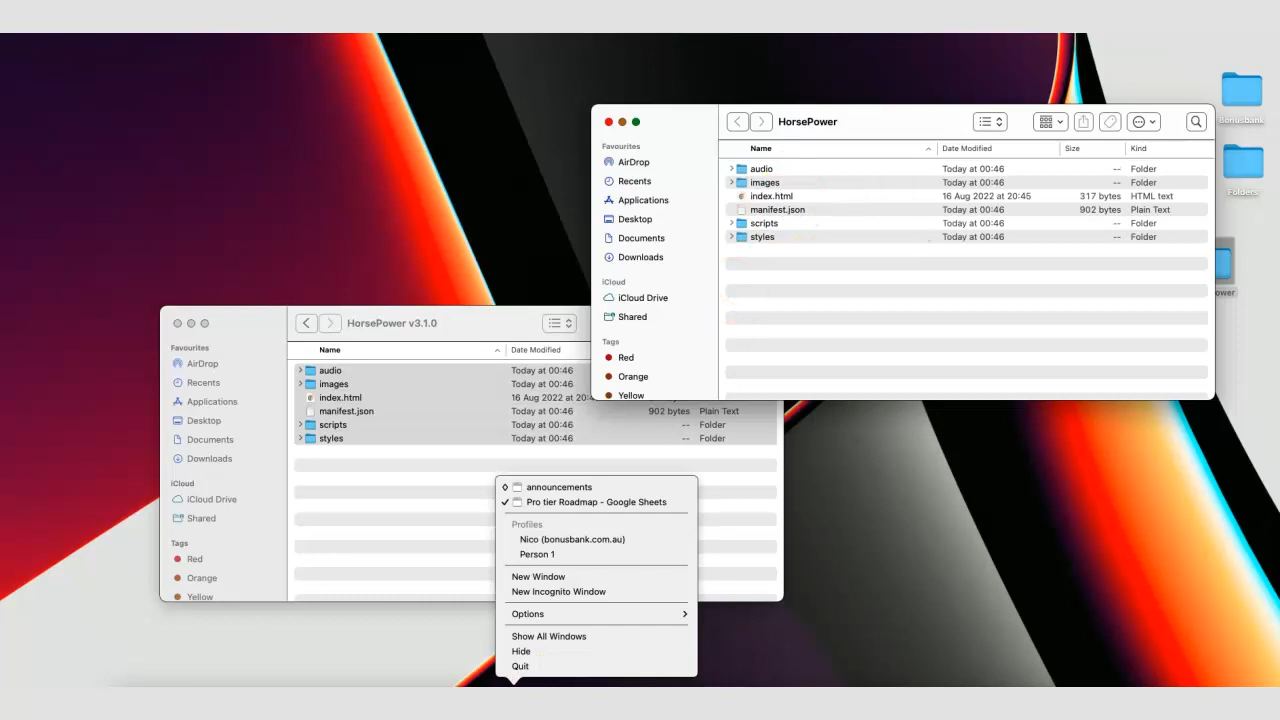 HorsePower
Favourites
AirDrop
Recents
Applications
Desktop
Documents
Downloads
iCloud
iCloud Drive
Shared
Tags
Red
Orange
Yellow
Name Date Modified Size Kind
audio Today at 00:46 -- Folder
images Today at 00:46 -- Folder
index.html 16 Aug 2022 at 20:45 317 bytes HTML text
manifest.json Today at 00:46 902 bytes Plain Text
scripts Today at 00:46 -- Folder
styles Today at 00:46 -- Folder
Bonusbank
Folders
HorsePower v3.1.0
Favourites
AirDrop
Recents
Applications
Desktop
Documents
Downloads
iCloud
iCloud Drive
Shared
Tags
Red
Orange
Yellow
Name Date Modified
audio Today at 00:46
images Today at 00:46
index.html 16 Aug 2022 at 20:4
manifest.json Today at 00:46 902 bytes Plain Text
scripts Today at 00:46 -- Folder
styles Today at 00:46 -- Folder
announcements
Pro tier Roadmap - Google Sheets
Profiles
Nico (bonusbank.com.au)
Person 1
New Window
New Incognito Window
Options
Show All Windows
Hide
Quit